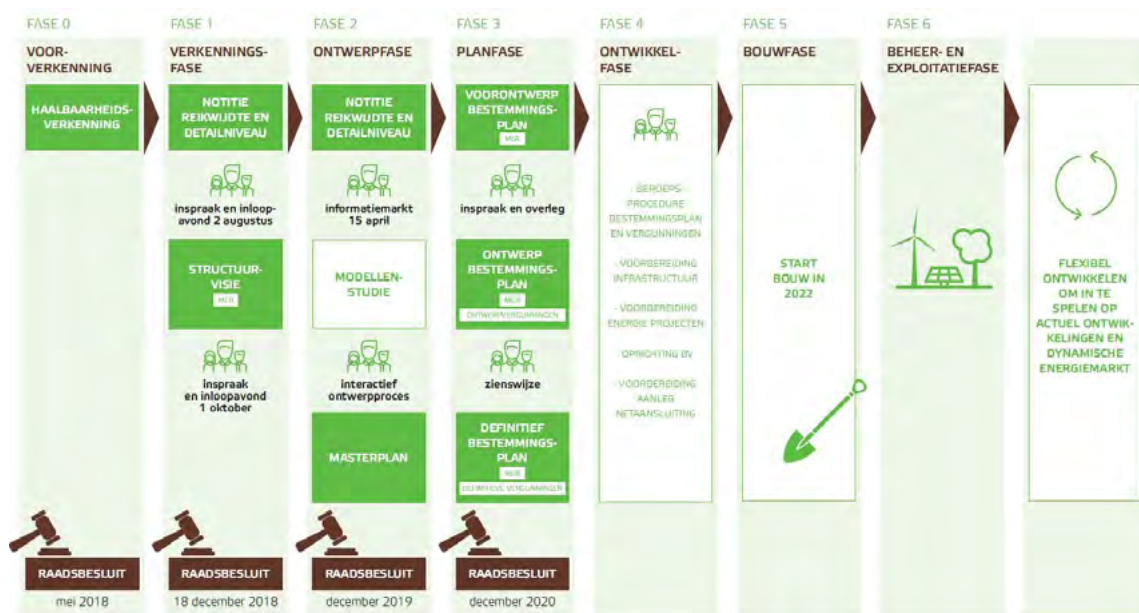 FASE 0
VOOR-
VERKENNING
HAALBAARHEIDS-
VERKENNING
RAADSBESLUIT
mei 2018
FASE 1
VERKENNINGS-
FASE
NOTITIE
REIKWIJDTE EN
DETAILNIVEAU
inspraak en inloop-
avond 2 augustus
STRUCTUUR-
VISIE
MER
inspraak
en inloopavond
1 oktober
RAADSBESLUIT
18 december 2018
FASE 2
ONTWERPFASE
NOTITIE
REIKWIJDTE EN
DETAILNIVEAU
informatiemarkt
15 april
MODELLEN-
STUDIE
interactief
ontwerpproces
MASTERPLAN
RAADSBESLUIT
december 2019
FASE 3
PLANFASE
VOORONTWERP
BESTEMMINGS-
PLAN
MER
inspraak en overleg
ONTWERP
BESTEMMINGS-
PLAN
MER
ONTWERPVERGUNNINGEN
zienswijze
DEFINITIEF
BESTEMMINGS-
PLAN
MER
DEFINITIEVE VERGUNNINGEN
RAADSBESLUIT
december 2020
FASE 4
ONTWIKKEL-
FASE
- BEROEPS-
PROCEDURE
BESTEMMINGSPLAN
EN VERGUNNINGEN
- VOORBEREIDING
INFRASTRUCTUUR
- VOORBEREIDING
ENERGIE PROJECTEN
- OPRICHTING BV
- VOORBEREIDING
AANLEG
NETAANSLUITING
FASE 5
BOUWFASE
START
BOUW IN
2022
FASE 6
BEHEER- EN
EXPLOITATIEFASE
FLEXIBEL
ONTWIKKELEN
OM IN TE
SPELEN OP
ACTUEL ONTWIK-
KELINGEN EN
DYNAMISCHE
ENERGIEMARKT